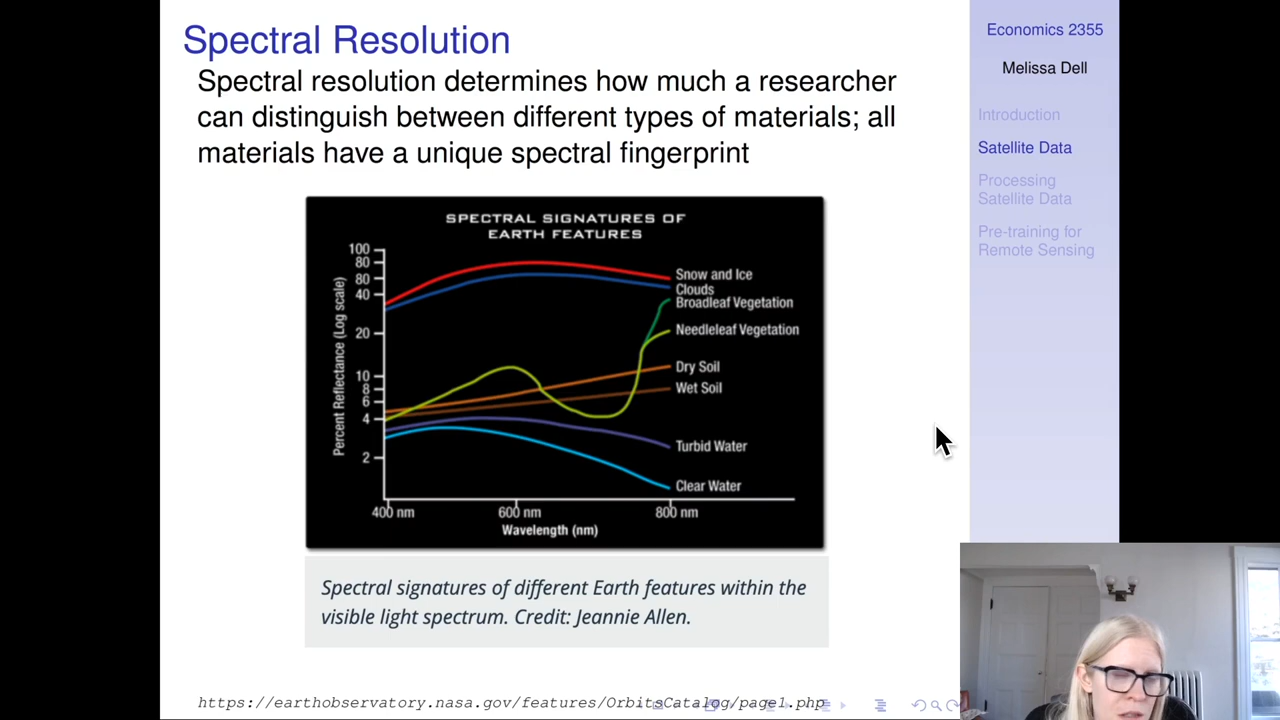 Spectral Resolution
Spectral resolution determines how much a researcher
can distinguish between different types of materials; all
materials have a unique spectral fingerprint
SPECTRAL SIGNATURES OF
EARTH FEATURES
Percent Reflectance (Log scale)
100
80
80
40
20
10
8
6
4
2
Snow and Ice
Clouds
Broadleaf Vegetation
Needleleaf Vegetation
Dry Soil
Wet Soil
Turbid Water
Clear Water
400 nm
600 nm
800 nm
Wavelength (nm)
Spectral signatures of different Earth features within the
visible light spectrum. Credit: Jeannie Allen.
https://earthobservatory.nasa.gov/features/OrbitsCatalog/page1.php
Economics 2355
Melissa Dell
Introduction
Satellite Data
Processing
Satellite Data
Pre-training for
Remote Sensing